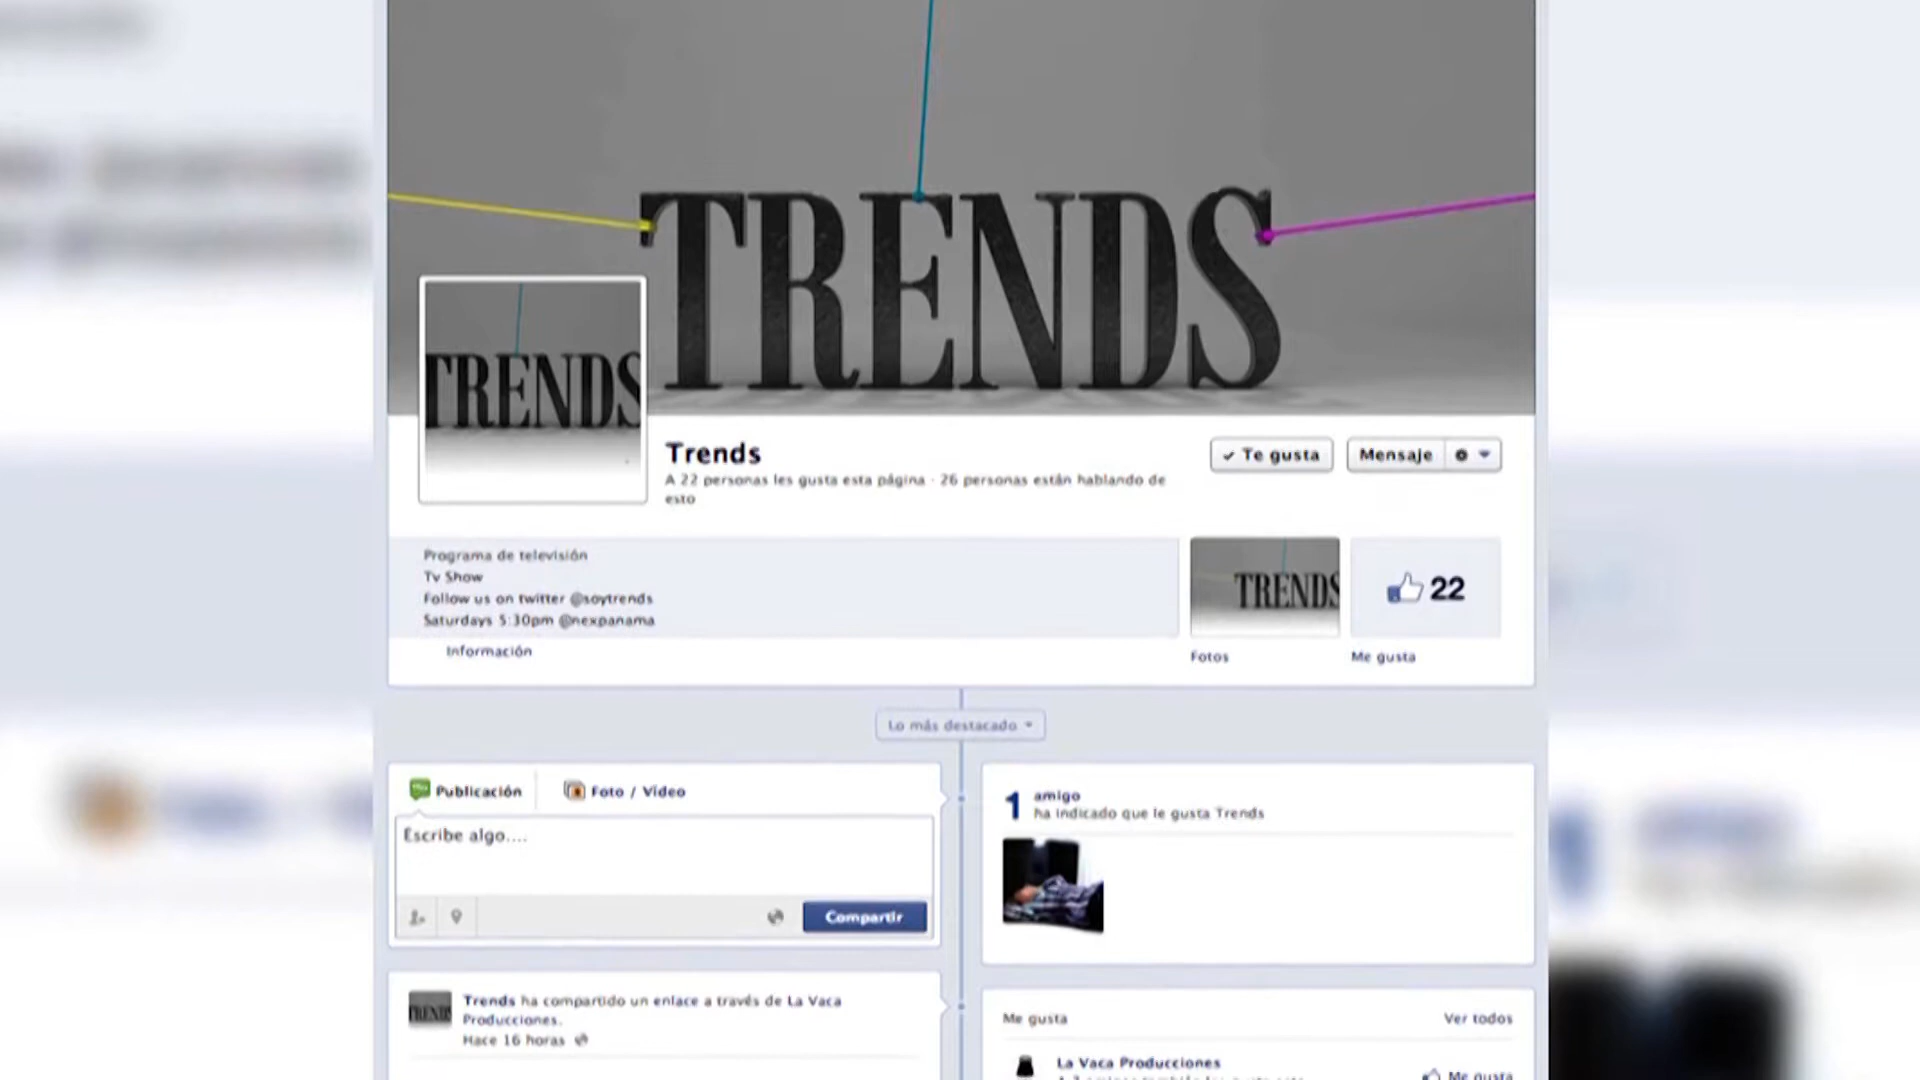 TRENDS
TRENDS
Trends
A 22 personas les gusta esta página · 26 personas están hablando de
esto
Te gusta
Mensaje
Programa de televisión
Tv Show
Follow us on twitter @soytrends
Saturdays 5:30pm @nexpanama
Información
TRENDS
22
Fotos
Me gusta
Lo más destacado
Publicación
Foto / Vídeo
Escribe algo....
Compartir
1 amigo
ha indicado que le gusta Trends
TRENDS
Trends ha compartido un enlace a través de La Vaca
Producciones.
Hace 16 horas
Me gusta
Ver todos
La Vaca Producciones
Me gusta